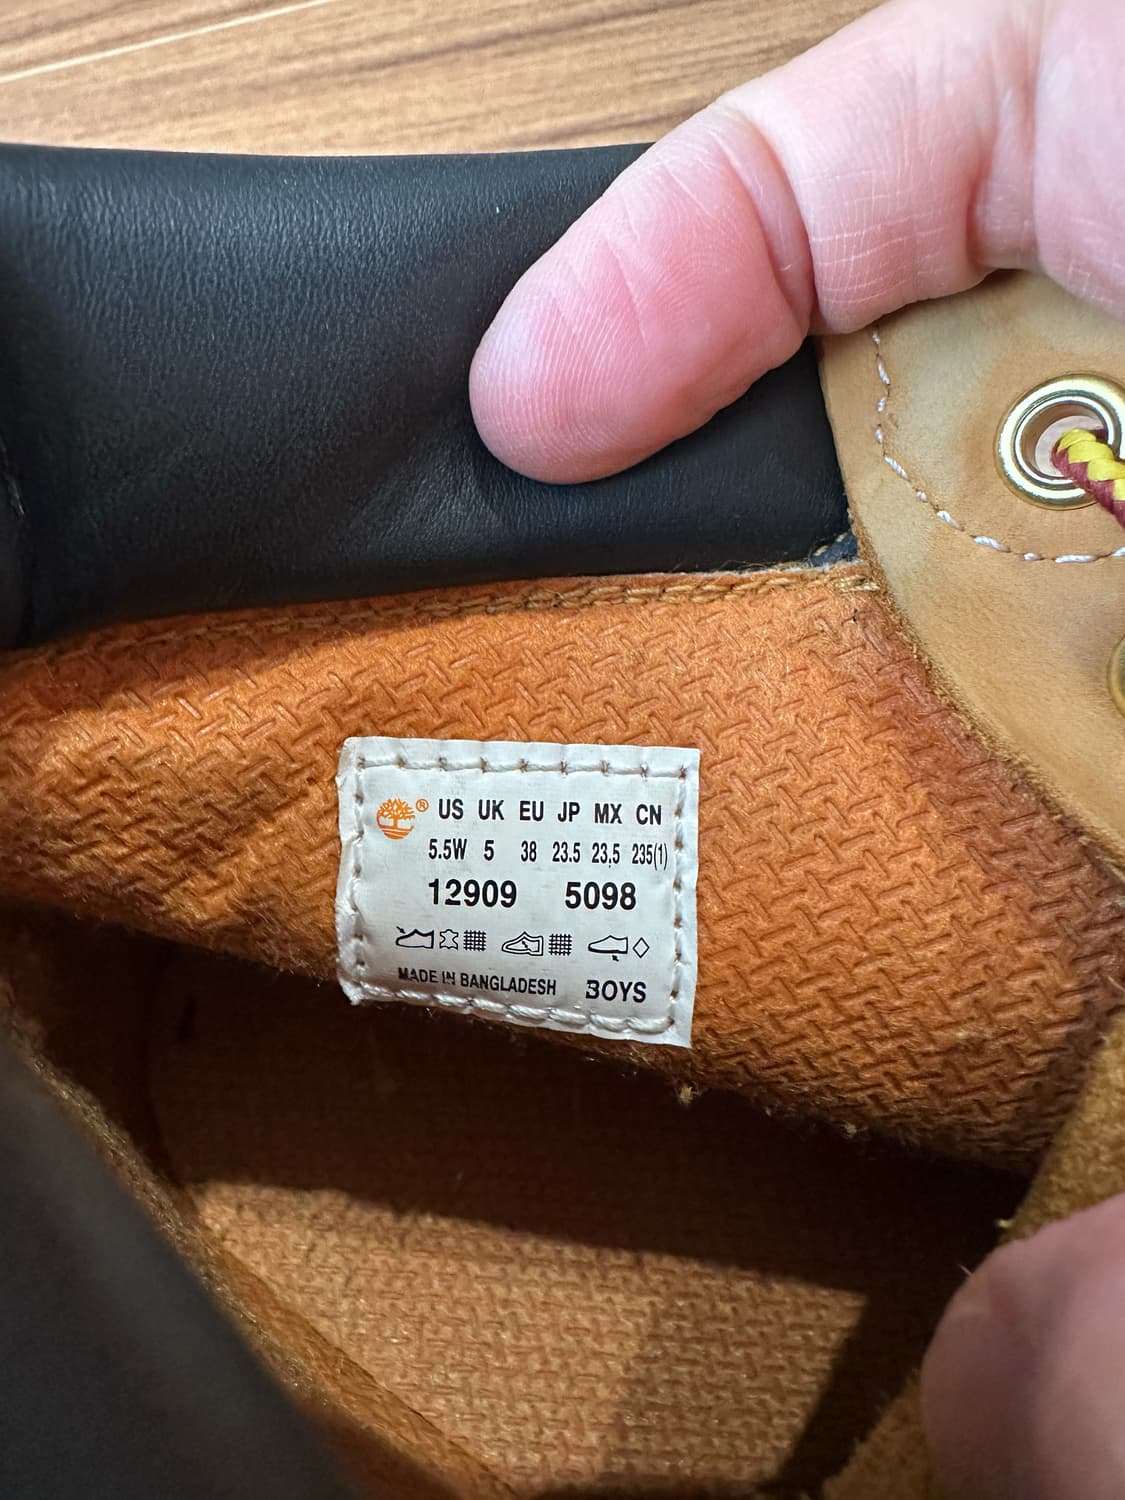 ® US UK EU JP MX CN
5.5W 5 38 23.5 23,5 235(1)
12909 5098
MADE IN BANGLADESH BOYS